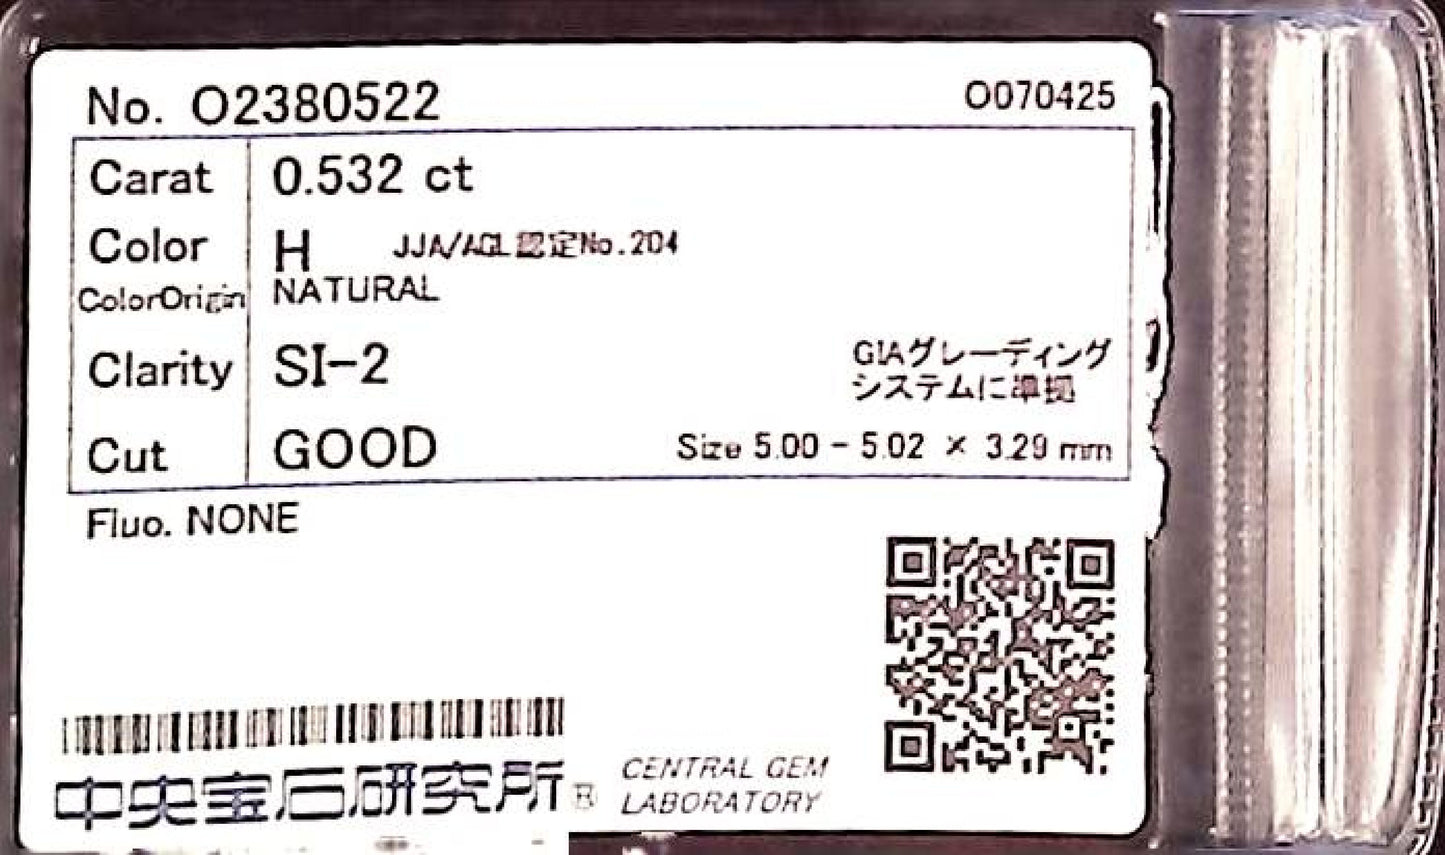 No. O2380522
O070425
Carat 0.532 ct
Color H JJA/AGL認定No.204
ColorOrigin NATURAL
Clarity SI-2
GIAグレーディング
システムに準拠
Cut GOOD Size 5.00 - 5.02 × 3.29 mm
Fluo. NONE
中央宝石研究所®
CENTRAL GEM
LABORATORY